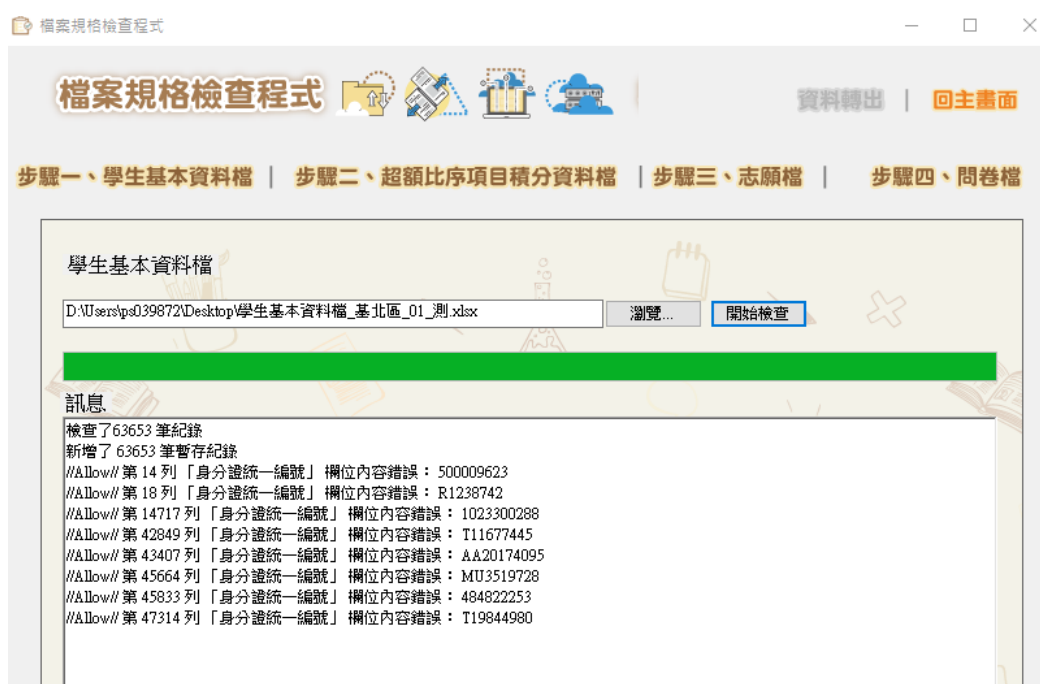 檔案規格檢查程式
檔案規格檢查程式
資料轉出 | 回主畫面
步驟一、學生基本資料檔 | 步驟二、超額比序項目積分資料檔 | 步驟三、志願檔 | 步驟四、問卷檔
學生基本資料檔
D:\Users\ps039872\Desktop\學生基本資料檔_基北區_01_測.xlsx 瀏覽... 開始檢查
訊息
檢查了63653 筆紀錄
新增了 63653 筆暫存紀錄
//Allow// 第 14 列「身分證統一編號」欄位內容錯誤：500009623
//Allow// 第 18 列「身分證統一編號」欄位內容錯誤：R1238742
//Allow// 第 14717 列「身分證統一編號」欄位內容錯誤：1023300288
//Allow// 第 42849 列「身分證統一編號」欄位內容錯誤：T11677445
//Allow// 第 43407 列「身分證統一編號」欄位內容錯誤：AA20174095
//Allow// 第 45664 列「身分證統一編號」欄位內容錯誤：MU3519728
//Allow// 第 45833 列「身分證統一編號」欄位內容錯誤：484822253
//Allow// 第 47314 列「身分證統一編號」欄位內容錯誤：T19844980